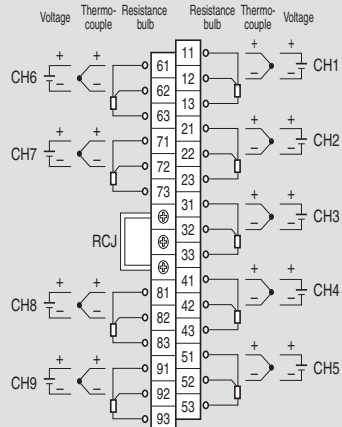 Voltage Thermo-couple Resistance bulb Resistance bulb Thermo-couple Voltage
11
+ + + + CH1
CH6 61 12
− − 62 13 − −
63 21
+ + + + CH2
CH7 71 22
− − 72 23 − −
73 31
+ + CH3
RCJ 32
33 − −
41
+ + + + CH4
CH8 81 42
− − 82 43 − −
83 51
+ + + + CH5
CH9 91 52
− − 92 53 − −
93